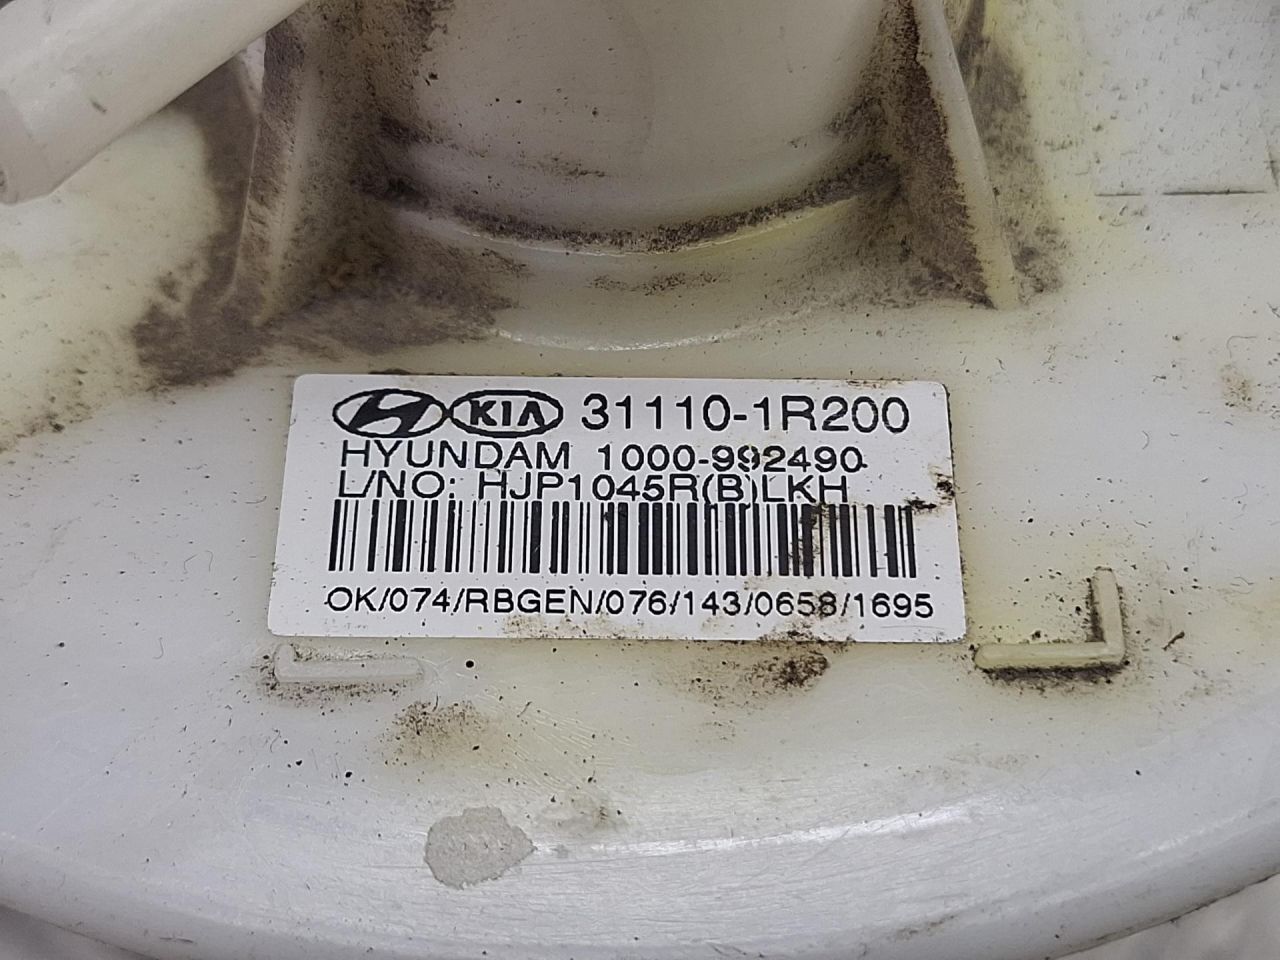 KIA 31110-1R200
HYUNDAM 1000-992490
L/NO: HJP1045R(B)LKH
OK/074/RBGEN/076/143/0658/1695